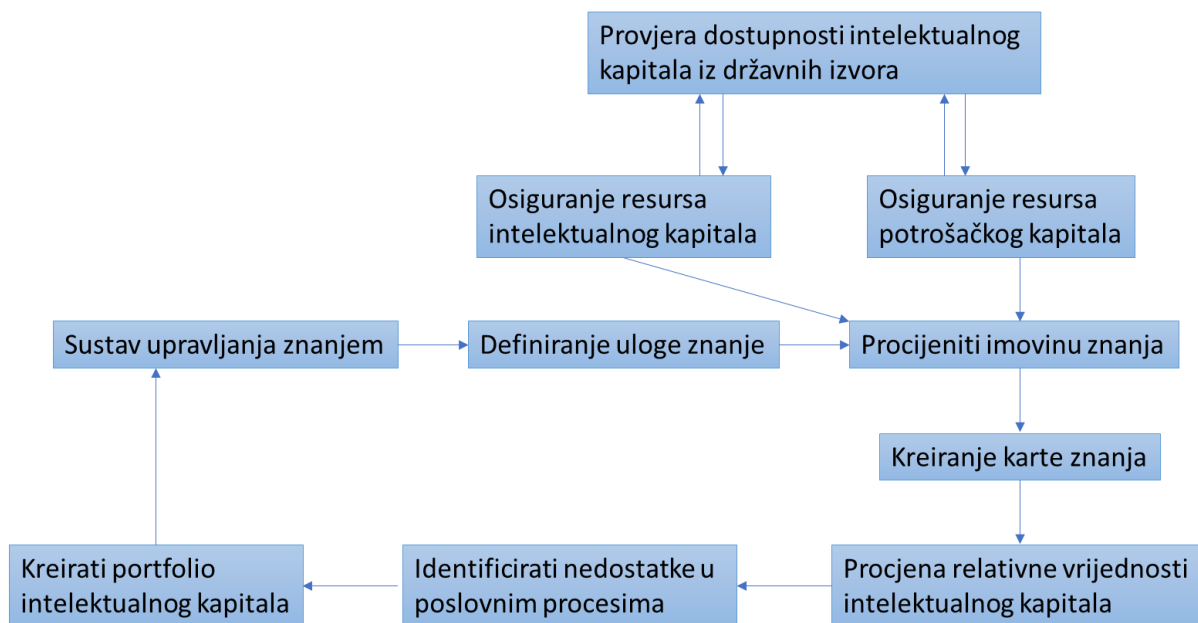 Provjera dostupnosti intelektualnog
kapitala iz državnih izvora
Osiguranje resursa
intelektualnog kapitala
Osiguranje resursa
potrošačkog kapitala
Sustav upravljanja znanjem
Definiranje uloge znanje
Procijeniti imovinu znanja
Kreiranje karte znanja
Kreirati portfolio
intelektualnog kapitala
Identificirati nedostatke u
poslovnim procesima
Procjena relativne vrijednosti
intelektualnog kapitala